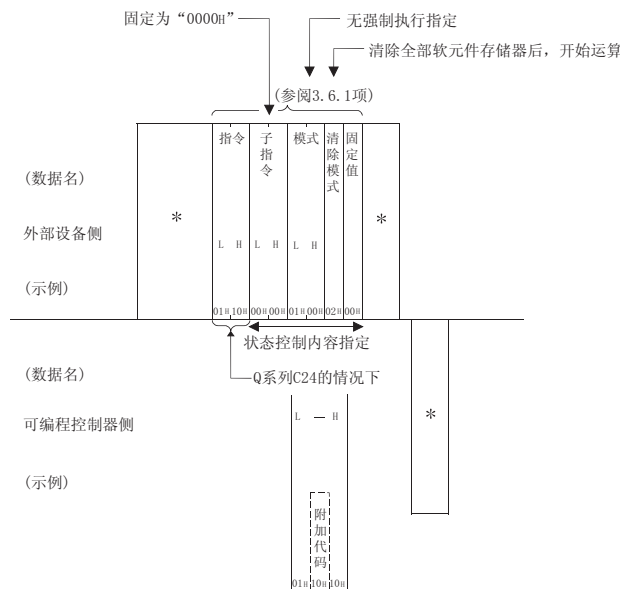 固定为“0000H”
无强制执行指定
清除全部软元件存储器后，开始运算
(参阅3.6.1项)
指令
子指令
模式
清除模式
固定值
(数据名)
*
*
外部设备侧
L H L H L H
(示例)
01H 10H 00H 00H 01H 00H 02H 00H
状态控制内容指定
(数据名)
Q系列C24的情况下
可编程控制器侧
L — H
*
(示例)
附加代码
01H 10H 10H